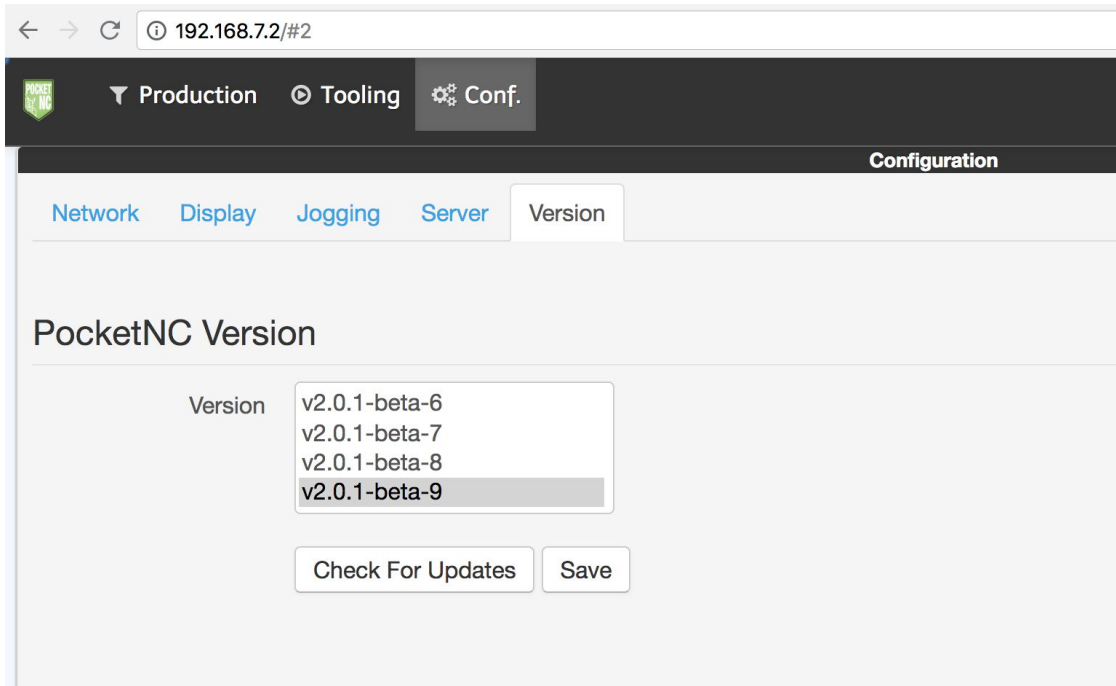 192.168.7.2/#2
POCKET NC Production Tooling Conf.
Configuration
Network Display Jogging Server Version
PocketNC Version
Version
v2.0.1-beta-6
v2.0.1-beta-7
v2.0.1-beta-8
v2.0.1-beta-9
Check For Updates Save